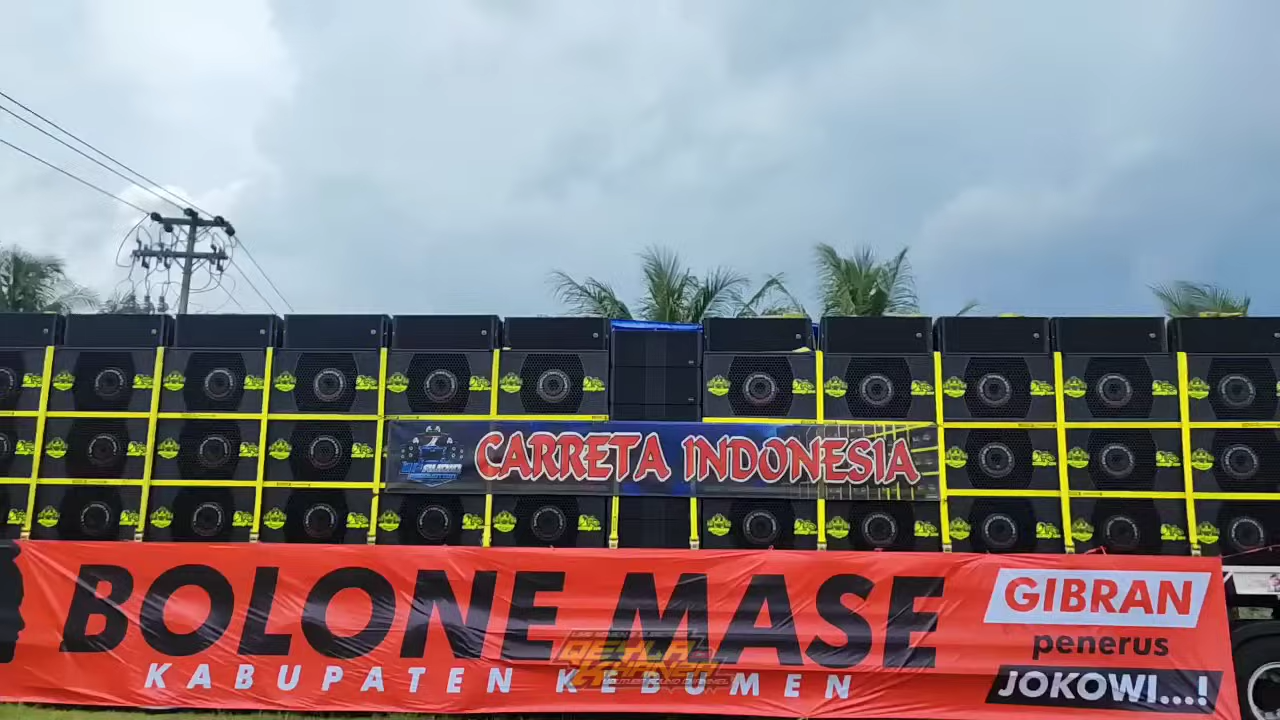 CARRETA INDONESIA
BOLONE MASE
KABUPATEN KEBUMEN
GIBRAN
penerus
JOKOWI...!